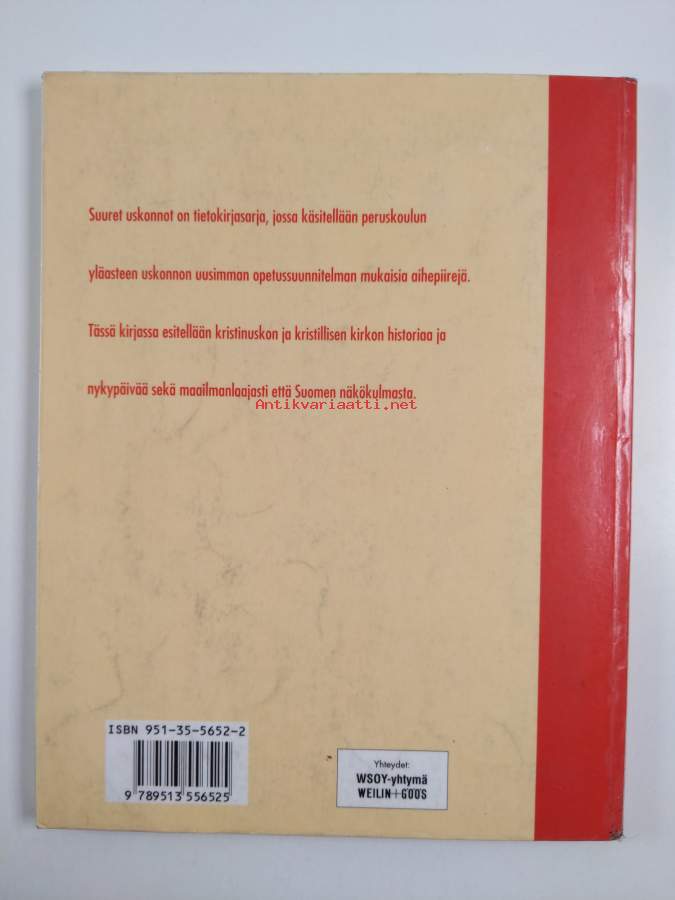 Suuret uskonnot on tietokirjasarja, jossa käsitellään peruskoulun
yläasteen uskonnon uusimman opetussuunnitelman mukaisia aihepiirejä.
Tässä kirjassa esitellään kristinuskon ja kristillisen kirkon historiaa ja
nykypäivää sekä maailmanlaajasti että Suomen näkökulmasta.
Antikvariaatti.net
ISBN 951-35-5652-2
9 789513 556525
Yhteydet:
WSOY-yhtymä
WEILIN+GÖÖS